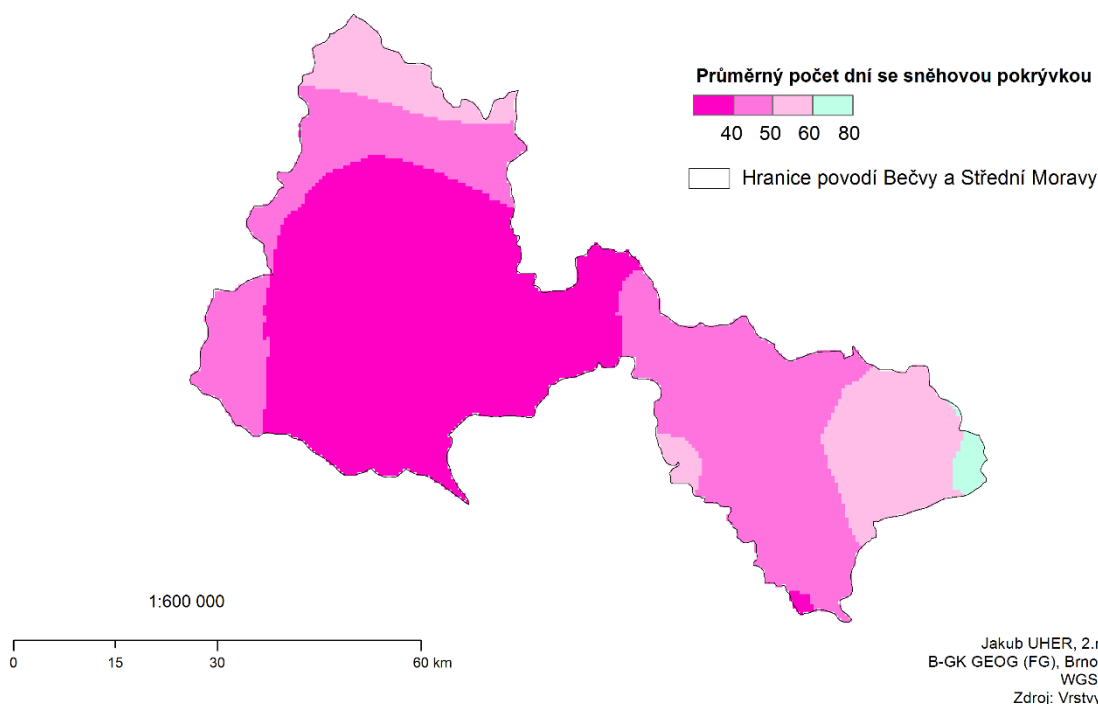 Průměrný počet dní se sněhovou pokrývkou
40 50 60 80
Hranice povodí Bečvy a Střední Moravy
1:600 000
0 15 30 60 km
Jakub UHER, 2.r
B-GK GEOG (FG), Brno
WGS
Zdroj: Vrstvy